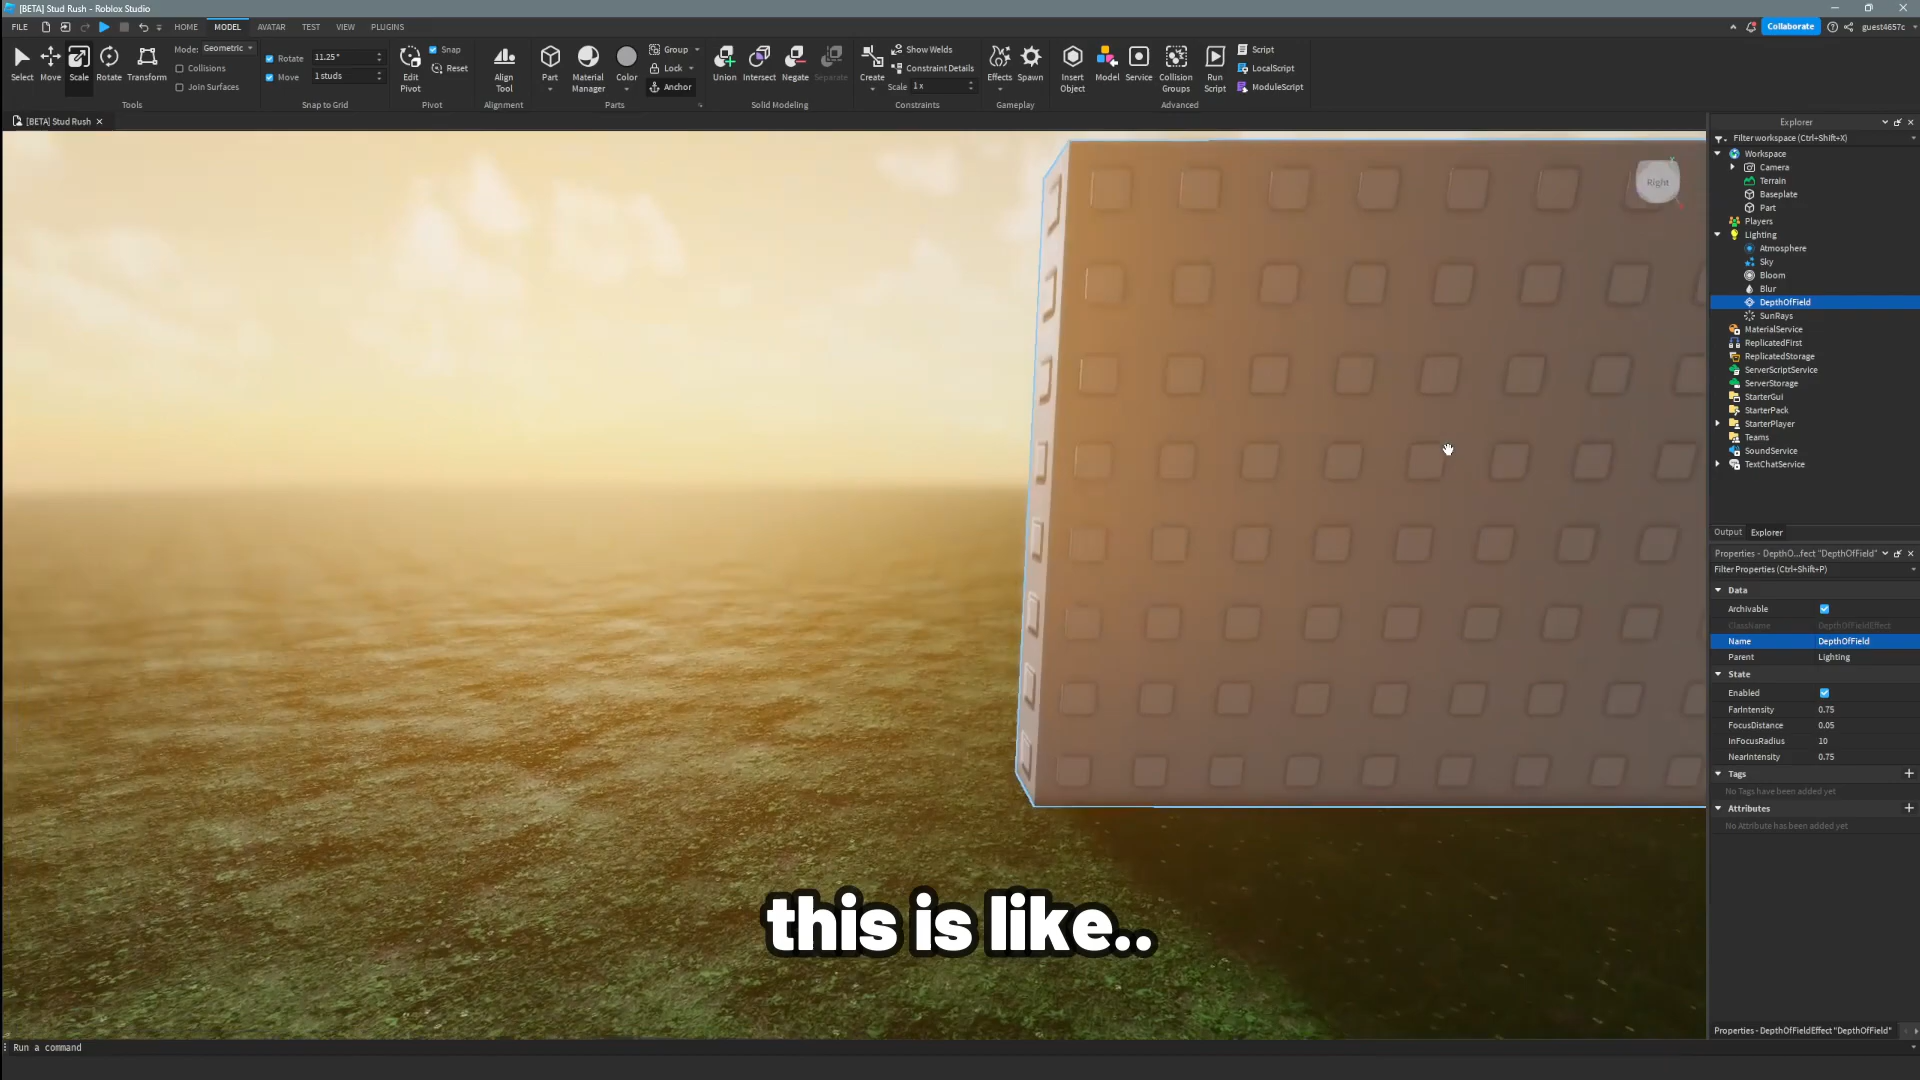 [BETA] Stud Rush - Roblox Studio
FILE HOME MODEL AVATAR TEST VIEW PLUGINS
Collaborate guest4657c
Select Move Scale Rotate Transform
Mode: Geometric
Collisions
Join Surfaces
Tools
Rotate 11.25°
Move 1 studs
Snap to Grid
Edit Pivot
Snap
Reset
Pivot
Align Tool
Alignment
Part Material Manager Color
Group
Lock
Anchor
Parts
Union Intersect Negate Separate
Solid Modeling
Create
Show Welds
Constraint Details
Scale 1x
Constraints
Effects Spawn
Gameplay
Insert Object Model Service Collision Groups Run Script
Script
LocalScript
ModuleScript
Advanced
[BETA] Stud Rush
Right
this is like..
Explorer
Filter workspace (Ctrl+Shift+X)
Workspace
Camera
Terrain
Baseplate
Part
Players
Lighting
Atmosphere
Sky
Bloom
Blur
DepthOfField
SunRays
MaterialService
ReplicatedFirst
ReplicatedStorage
ServerScriptService
ServerStorage
StarterGui
StarterPack
StarterPlayer
Teams
SoundService
TextChatService
Output Explorer
Properties - DepthO...fect "DepthOfField"
Filter Properties (Ctrl+Shift+P)
Data
Archivable
ClassName DepthOfFieldEffect
Name DepthOfField
Parent Lighting
State
Enabled
FarIntensity 0.75
FocusDistance 0.05
InFocusRadius 10
NearIntensity 0.75
Tags
No Tags have been added yet
Attributes
No Attribute has been added yet
Properties - DepthOfFieldEffect "DepthOfField"
Run a command